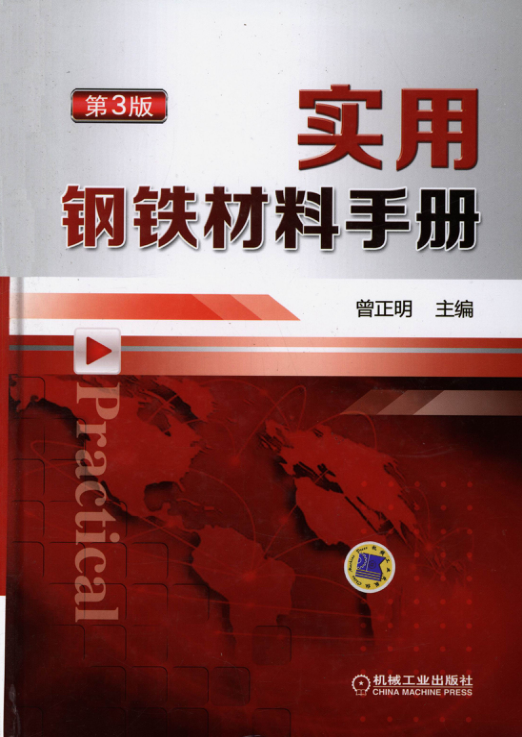 第3版
实用
钢铁材料手册
曾正明 主编
Practical
机械工业出版社
CHINA MACHINE PRESS